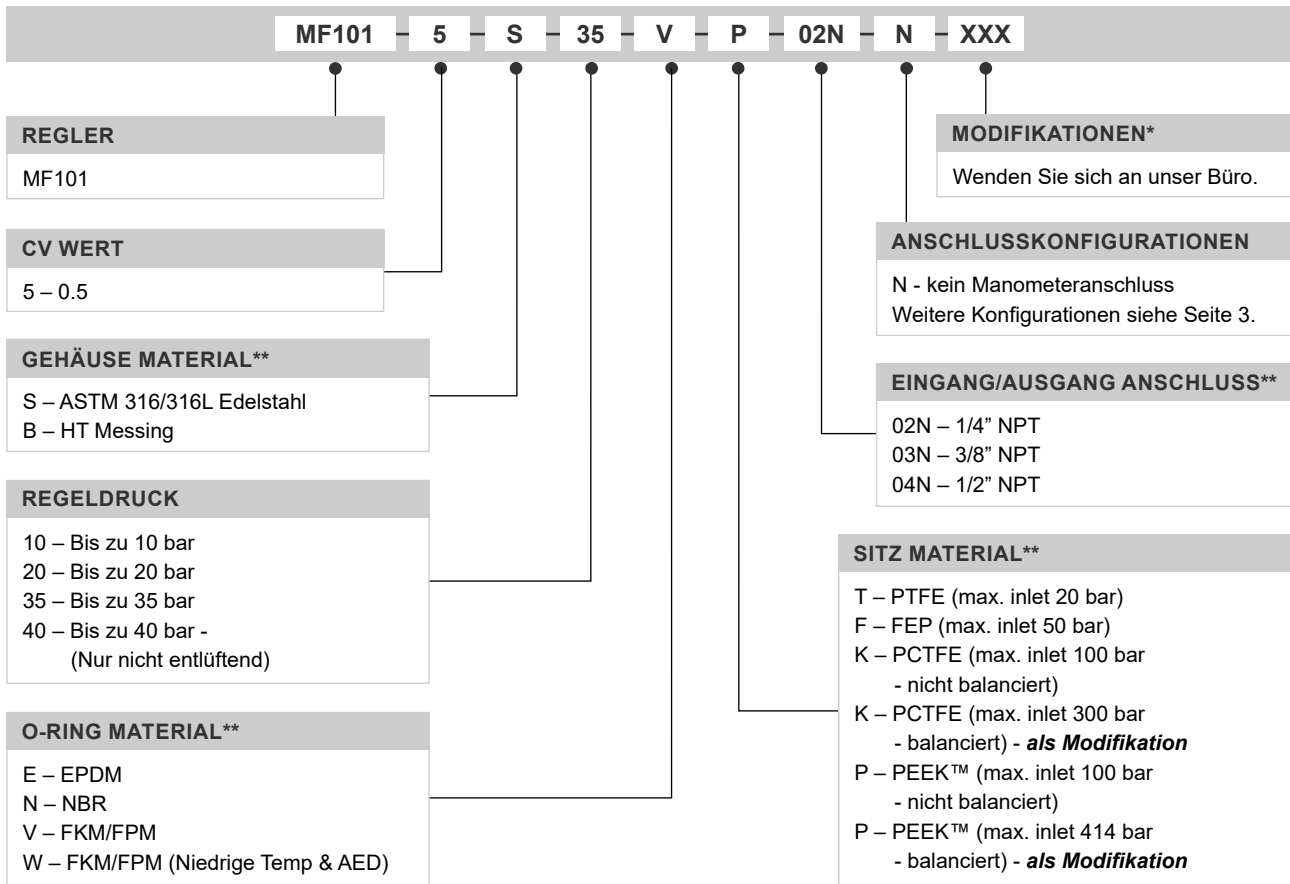 MF101 – 5 – S – 35 – V – P – 02N – N – XXX
REGLER
MF101
CV WERT
5 – 0.5
GEHÄUSE MATERIAL**
S – ASTM 316/316L Edelstahl
B – HT Messing
REGELDRUCK
10 – Bis zu 10 bar
20 – Bis zu 20 bar
35 – Bis zu 35 bar
40 – Bis zu 40 bar -
(Nur nicht entlüftend)
O-RING MATERIAL**
E – EPDM
N – NBR
V – FKM/FPM
W – FKM/FPM (Niedrige Temp & AED)
MODIFIKATIONEN*
Wenden Sie sich an unser Büro.
ANSCHLUSSKONFIGURATIONEN
N - kein Manometeranschluss
Weitere Konfigurationen siehe Seite 3.
EINGANG/AUSGANG ANSCHLUSS**
02N – 1/4” NPT
03N – 3/8” NPT
04N – 1/2” NPT
SITZ MATERIAL**
T – PTFE (max. inlet 20 bar)
F – FEP (max. inlet 50 bar)
K – PCTFE (max. inlet 100 bar
- nicht balanciert)
K – PCTFE (max. inlet 300 bar
- balanciert) - als Modifikation
P – PEEK™ (max. inlet 100 bar
- nicht balanciert)
P – PEEK™ (max. inlet 414 bar
- balanciert) - als Modifikation